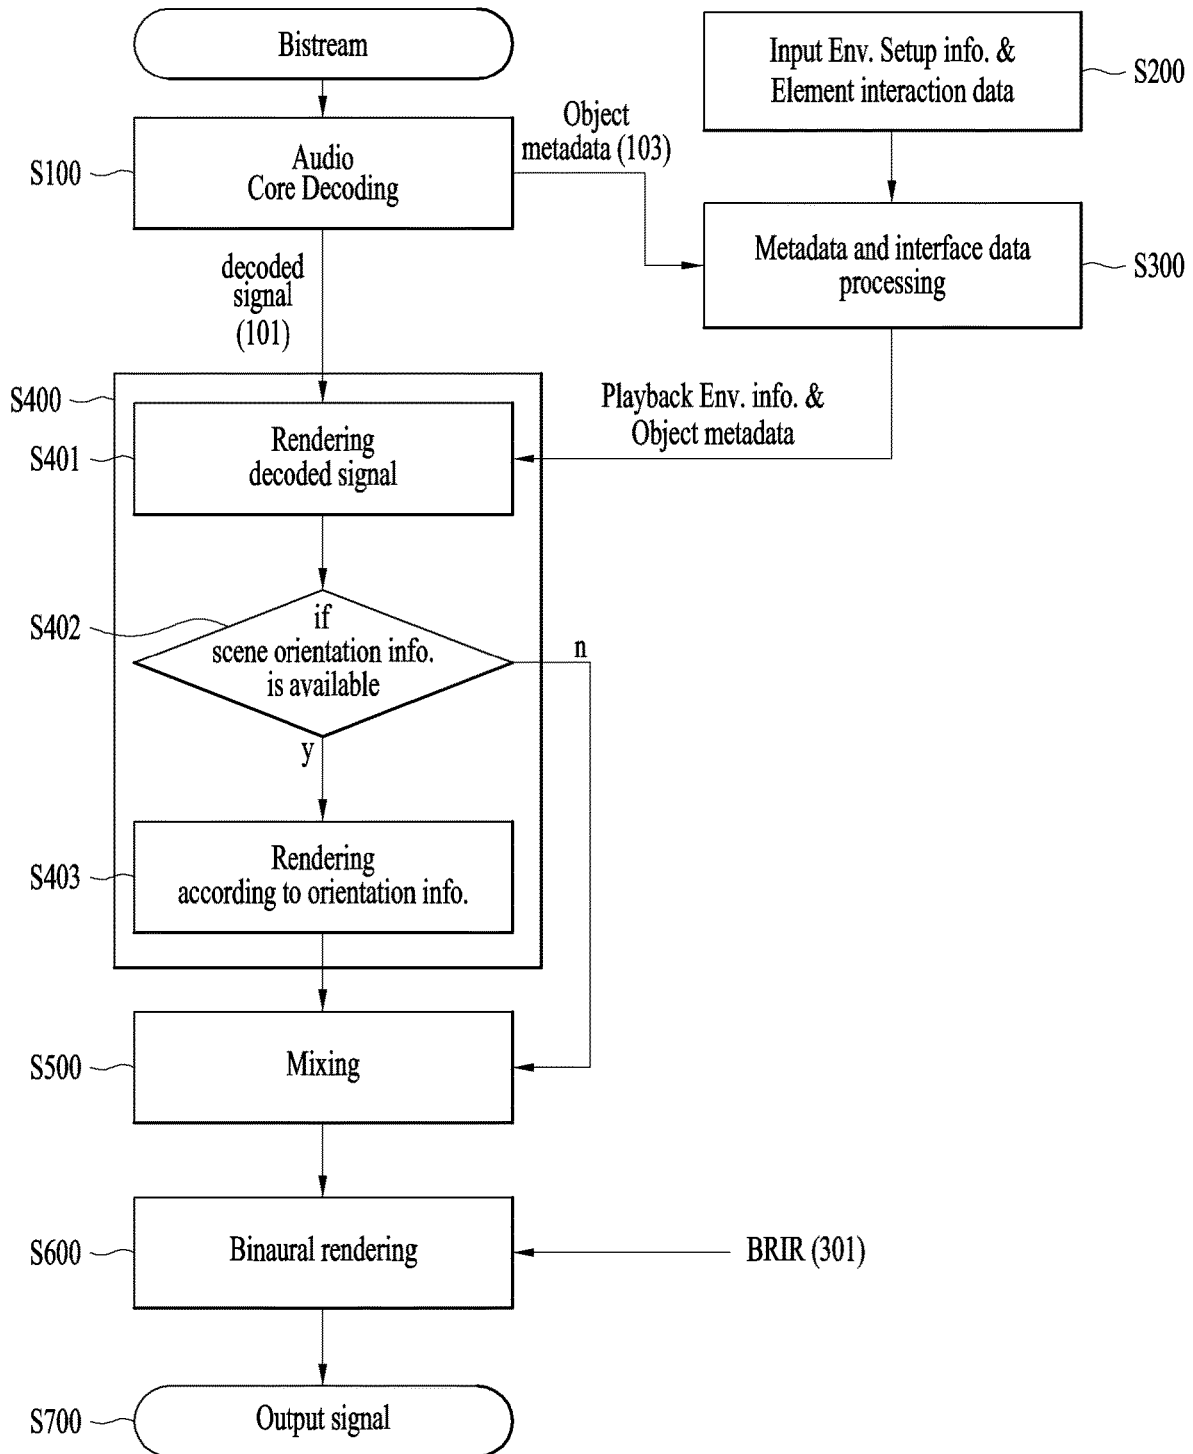 Bistream
Input Env. Setup info. &
Element interaction data
S200
Object
metadata (103)
S100
Audio
Core Decoding
Metadata and interface data
processing
S300
decoded
signal
(101)
S400
Playback Env. info. &
Object metadata
S401
Rendering
decoded signal
S402
if
scene orientation info.
is available
n
y
S403
Rendering
according to orientation info.
S500
Mixing
S600
Binaural rendering
BRIR (301)
S700
Output signal